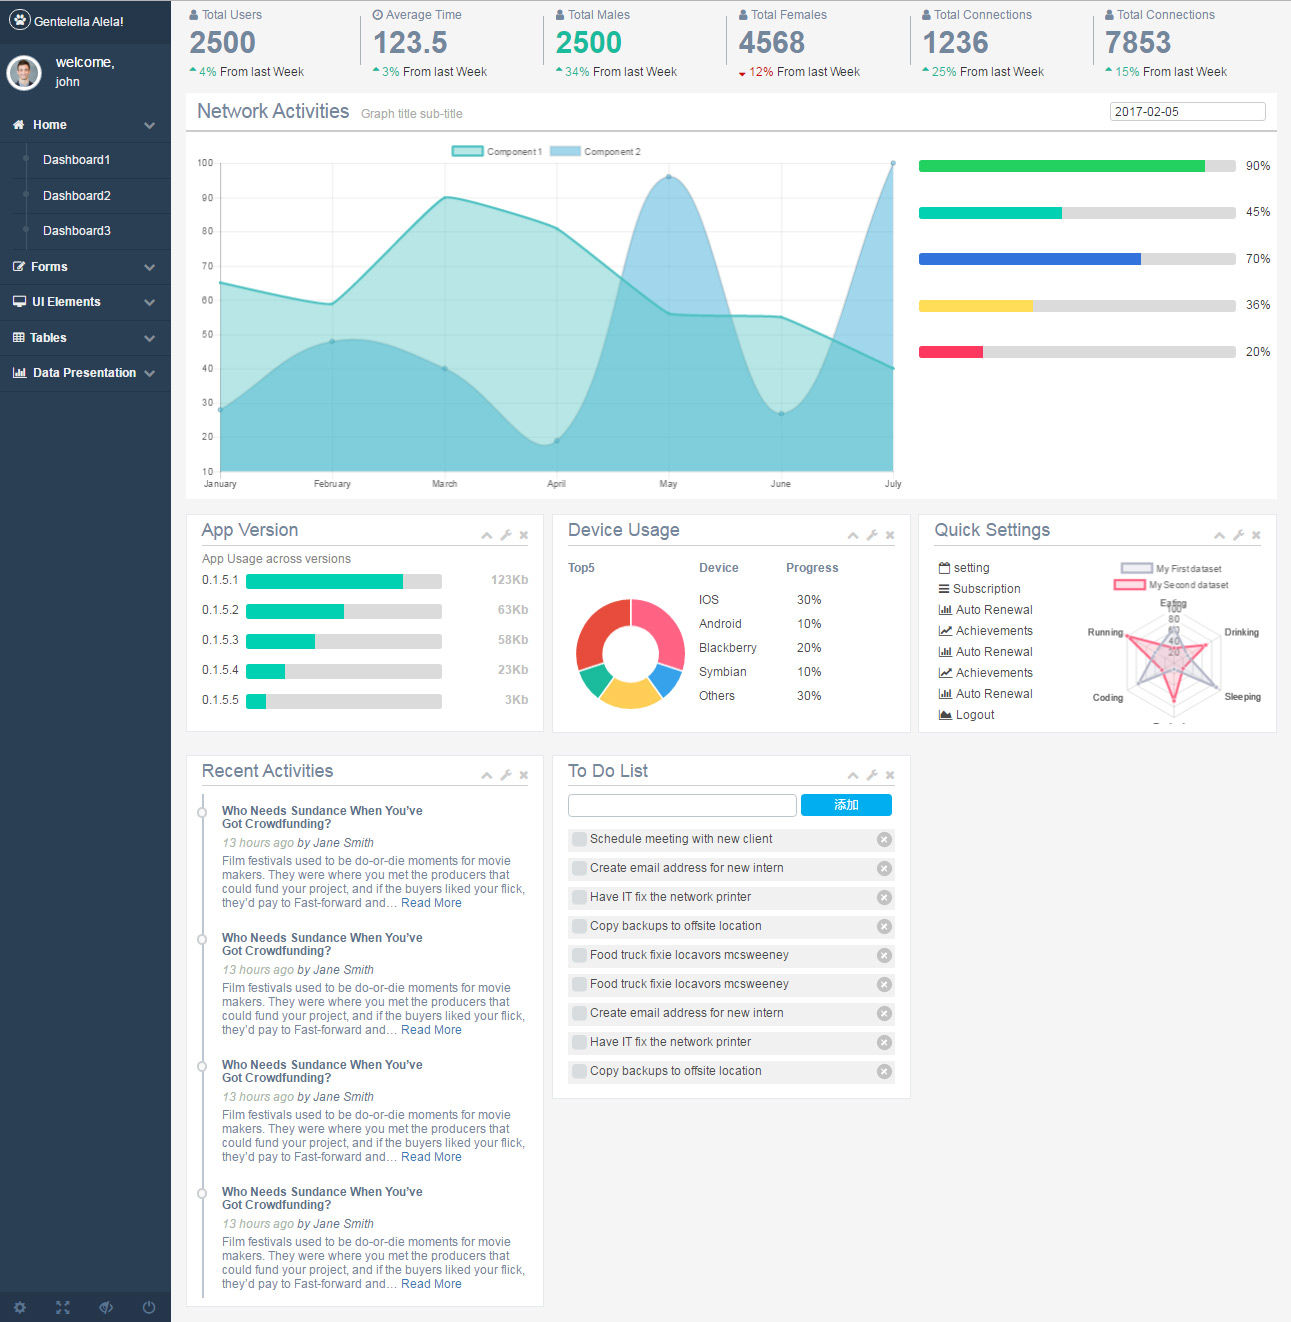 Gentelella Alela!
welcome,
john
Home
Dashboard1
Dashboard2
Dashboard3
Forms
UI Elements
Tables
Data Presentation
Total Users
2500
4% From last Week
Average Time
123.5
3% From last Week
Total Males
2500
34% From last Week
Total Females
4568
12% From last Week
Total Connections
1236
25% From last Week
Total Connections
7853
15% From last Week
Network Activities Graph title sub-title
2017-02-05
Component 1 Component 2
100
90
80
70
60
50
40
30
20
10
January February March April May June July
90%
45%
70%
36%
20%
App Version
App Usage across versions
0.1.5.1 123Kb
0.1.5.2 63Kb
0.1.5.3 58Kb
0.1.5.4 23Kb
0.1.5.5 3Kb
Device Usage
Top5 Device Progress
IOS 30%
Android 10%
Blackberry 20%
Symbian 10%
Others 30%
Quick Settings
setting
Subscription
Auto Renewal
Achievements
Auto Renewal
Achievements
Auto Renewal
Logout
My First dataset
My Second dataset
Eating
100
80
60
40
20
Running Drinking
Coding Sleeping
Recent Activities
Who Needs Sundance When You've
Got Crowdfunding?
13 hours ago by Jane Smith
Film festivals used to be do-or-die moments for movie
makers. They were where you met the producers that
could fund your project, and if the buyers liked your flick,
they'd pay to Fast-forward and... Read More
Who Needs Sundance When You've
Got Crowdfunding?
13 hours ago by Jane Smith
Film festivals used to be do-or-die moments for movie
makers. They were where you met the producers that
could fund your project, and if the buyers liked your flick,
they'd pay to Fast-forward and... Read More
Who Needs Sundance When You've
Got Crowdfunding?
13 hours ago by Jane Smith
Film festivals used to be do-or-die moments for movie
makers. They were where you met the producers that
could fund your project, and if the buyers liked your flick,
they'd pay to Fast-forward and... Read More
Who Needs Sundance When You've
Got Crowdfunding?
13 hours ago by Jane Smith
Film festivals used to be do-or-die moments for movie
makers. They were where you met the producers that
could fund your project, and if the buyers liked your flick,
they'd pay to Fast-forward and... Read More
To Do List
添加
Schedule meeting with new client
Create email address for new intern
Have IT fix the network printer
Copy backups to offsite location
Food truck fixie locavors mcsweeney
Food truck fixie locavors mcsweeney
Create email address for new intern
Have IT fix the network printer
Copy backups to offsite location